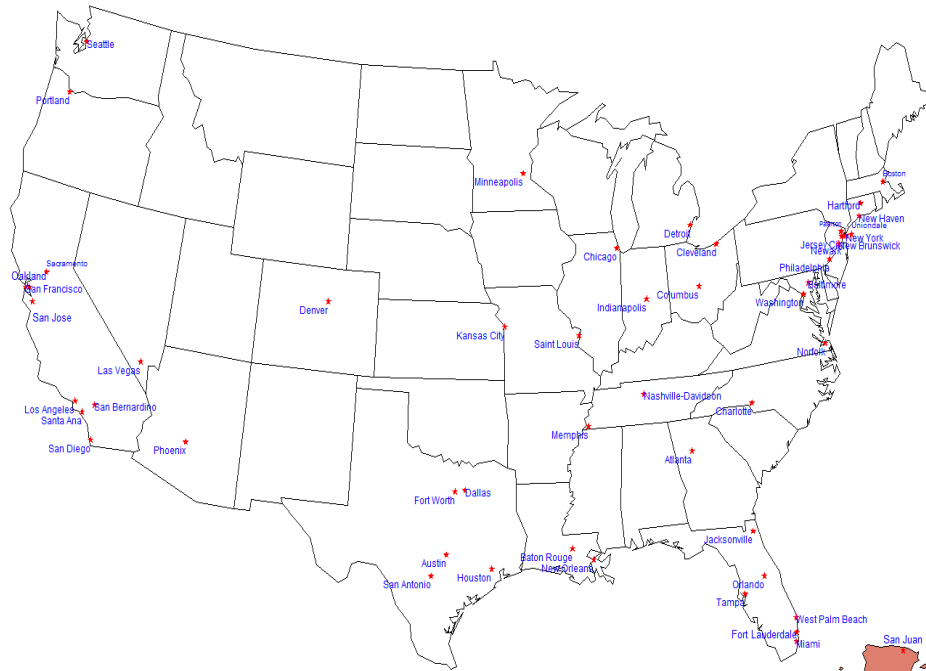 Seattle
Portland
Minneapolis
Boston
Hartford
New Haven
Paterson
Uniondale
Detroit
New York
Jersey City
New Brunswick
Cleveland
Newark
Chicago
Sacramento
Philadelphia
Oakland
San Francisco
Columbus
Baltimore
Denver
Indianapolis
Washington
San Jose
Kansas City
Saint Louis
Norfolk
Las Vegas
Nashville-Davidson
Los Angeles
San Bernardino
Charlotte
Santa Ana
Memphis
San Diego
Phoenix
Atlanta
Fort Worth
Dallas
Jacksonville
Austin
Baton Rouge
New Orleans
San Antonio
Houston
Orlando
Tampa
West Palm Beach
Fort Lauderdale
Miami
San Juan